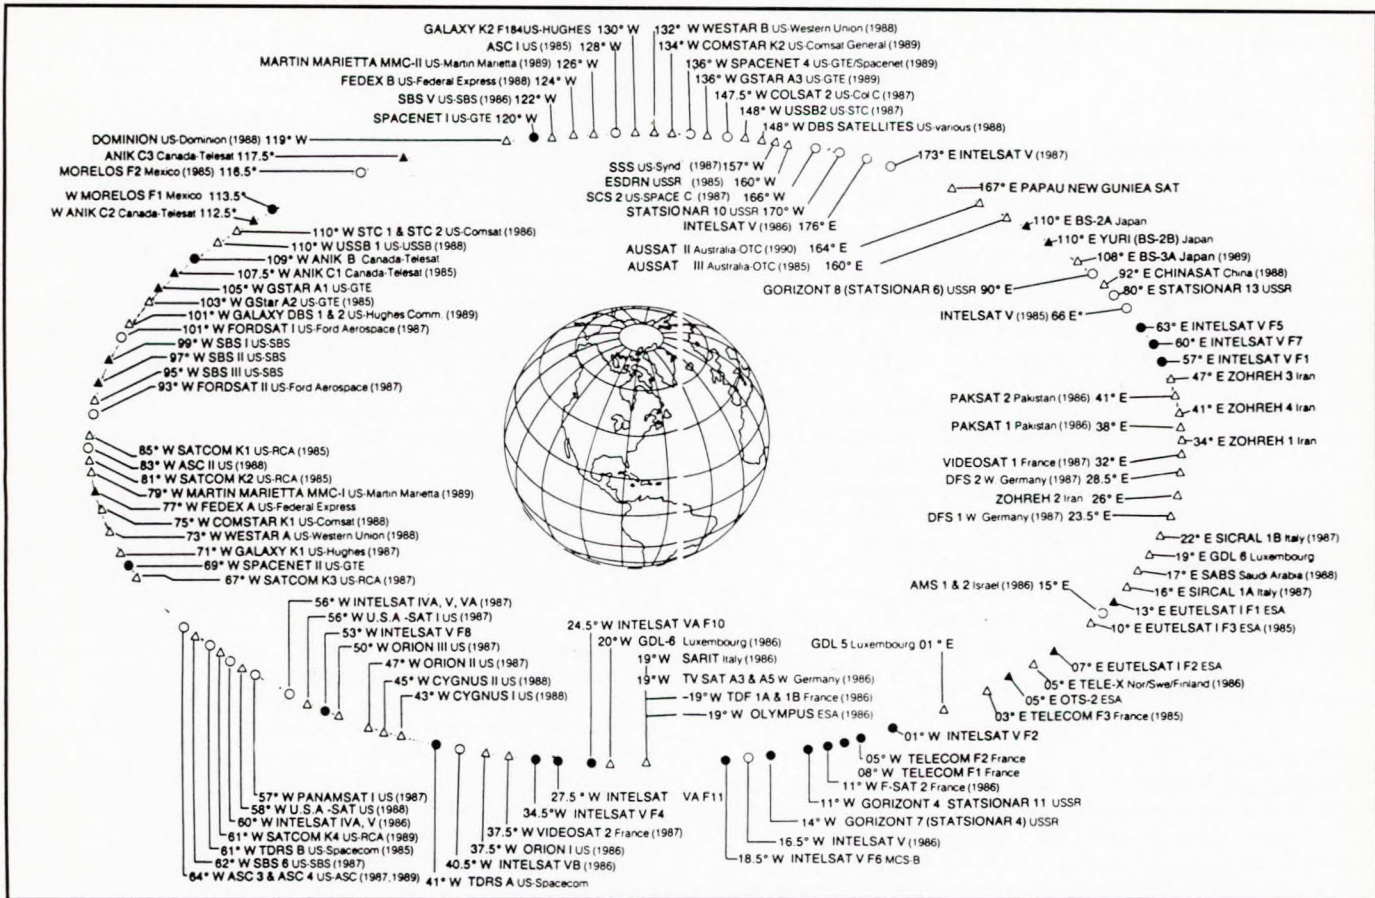 GALAXY K2 F184US-HUGHES 130° W
ASC I US (1985) 128° W
MARTIN MARIETTA MMC-II US-Martin Marietta (1989) 126° W
FEDEX B US-Federal Express (1988) 124° W
SBS V US-SBS (1986) 122° W
SPACENET I US-GTE 120° W
DOMINION US-Dominion (1988) 119° W
ANIK C3 Canada-Telesat 117.5°
MORELOS F2 Mexico (1985) 116.5°
W MORELOS F1 Mexico 113.5°
W ANIK C2 Canada-Telesat 112.5°
132° W WESTAR B US-Western Union (1988)
134° W COMSTAR K2 US-Comsat General (1989)
136° W SPACENET 4 US-GTE/Spacenet (1989)
136° W GSTAR A3 US-GTE (1989)
147.5° W COLSAT 2 US-Col C (1987)
148° W USSB2 US-STC (1987)
148° W DBS SATELLITES US-various (1988)
SSS US-Synd (1987) 157° W
ESDRN USSR (1985) 160° W
SCS 2 US-SPACE C (1987) 166° W
STATSIONAR 10 USSR 170° W
INTELSAT V (1986) 176° E
173° E INTELSAT V (1987)
167° E PAPAU NEW GUNIEA SAT
AUSSAT II Australia-OTC (1990) 164° E
AUSSAT III Australia-OTC (1985) 160° E
110° E BS-2A Japan
110° E YURI (BS-2B) Japan
108° E BS-3A Japan (1989)
92° E CHINASAT China (1988)
GORIZONT 8 (STATSIONAR 6) USSR 90° E
80° E STATSIONAR 13 USSR
INTELSAT V (1985) 66 E°
63° E INTELSAT V F5
60° E INTELSAT V F7
57° E INTELSAT V F1
47° E ZOHREH 3 Iran
PAKSAT 2 Pakistan (1986) 41° E
41° E ZOHREH 4 Iran
PAKSAT 1 Pakistan (1986) 38° E
34° E ZOHREH 1 Iran
VIDEOSAT 1 France (1987) 32° E
DFS 2 W. Germany (1987) 28.5° E
ZOHREH 2 Iran 26° E
DFS 1 W Germany (1987) 23.5° E
22° E SICRAL 1B Italy (1987)
19° E GDL 6 Luxembourg
17° E SABS Saudi Arabia (1988)
16° E SIRCAL 1A Italy (1987)
AMS 1 & 2 Israel (1986) 15° E
13° E EUTELSAT I F1 ESA
10° E EUTELSAT I F3 ESA (1985)
07° E EUTELSAT I F2 ESA
05° E TELE-X Nor/Swe/Finland (1986)
05° E OTS-2 ESA
03° E TELECOM F3 France (1985)
GDL 5 Luxembourg 01° E
110° W STC 1 & STC 2 US-Comsat (1986)
110° W USSB 1 US-USSB (1988)
109° W ANIK B Canada-Telesat
107.5° W ANIK C1 Canada-Telesat (1985)
105° W GSTAR A1 US-GTE
103° W GStar A2 US-GTE (1985)
101° W GALAXY DBS 1 & 2 US-Hughes Comm. (1989)
101° W FORDSAT I US-Ford Aerospace (1987)
99° W SBS I US-SBS
97° W SBS II US-SBS
95° W SBS III US-SBS
93° W FORDSAT II US-Ford Aerospace (1987)
85° W SATCOM K1 US-RCA (1985)
83° W ASC II US (1988)
81° W SATCOM K2 US-RCA (1985)
79° W MARTIN MARIETTA MMC-I US-Martin Marietta (1989)
77° W FEDEX A US-Federal Express
75° W COMSTAR K1 US-Comsat (1988)
73° W WESTAR A US-Western Union (1988)
71° W GALAXY K1 US-Hughes (1987)
69° W SPACENET II US-GTE
67° W SATCOM K3 US-RCA (1987)
56° W INTELSAT IVA, V, VA (1987)
56° W U.S.A -SAT I US (1987)
53° W INTELSAT V F8
50° W ORION III US (1987)
47° W ORION II US (1987)
45° W CYGNUS II US (1988)
43° W CYGNUS I US (1988)
24.5° W INTELSAT VA F10
20° W GDL-6 Luxembourg (1986)
19° W SARIT Italy (1986)
19° W TV SAT A3 & A5 W Germany (1986)
-19° W TDF 1A & 1B France (1986)
19° W OLYMPUS ESA (1986)
01° W INTELSAT V F2
05° W TELECOM F2 France
08° W TELECOM F1 France
11° W F-SAT 2 France (1986)
11° W GORIZONT 4 STATSIONAR 11 USSR
14° W GORIZONT 7 (STATSIONAR 4) USSR
16.5° W INTELSAT V (1986)
18.5° W INTELSAT V F6 MCS-B
27.5° W INTELSAT VA F11
34.5° W INTELSAT V F4
37.5° W VIDEOSAT 2 France (1987)
37.5° W ORION I US (1986)
40.5° W INTELSAT VB (1986)
41° W TDRS A US-Spacecom
57° W PANAMSAT I US (1987)
58° W U.S.A -SAT US (1988)
60° W INTELSAT IVA, V (1986)
61° W SATCOM K4 US-RCA (1989)
61° W TDRS B US-Spacecom (1985)
62° W SBS 6 US-SBS (1987)
64° W ASC 3 & ASC 4 US-ASC (1987,1989)